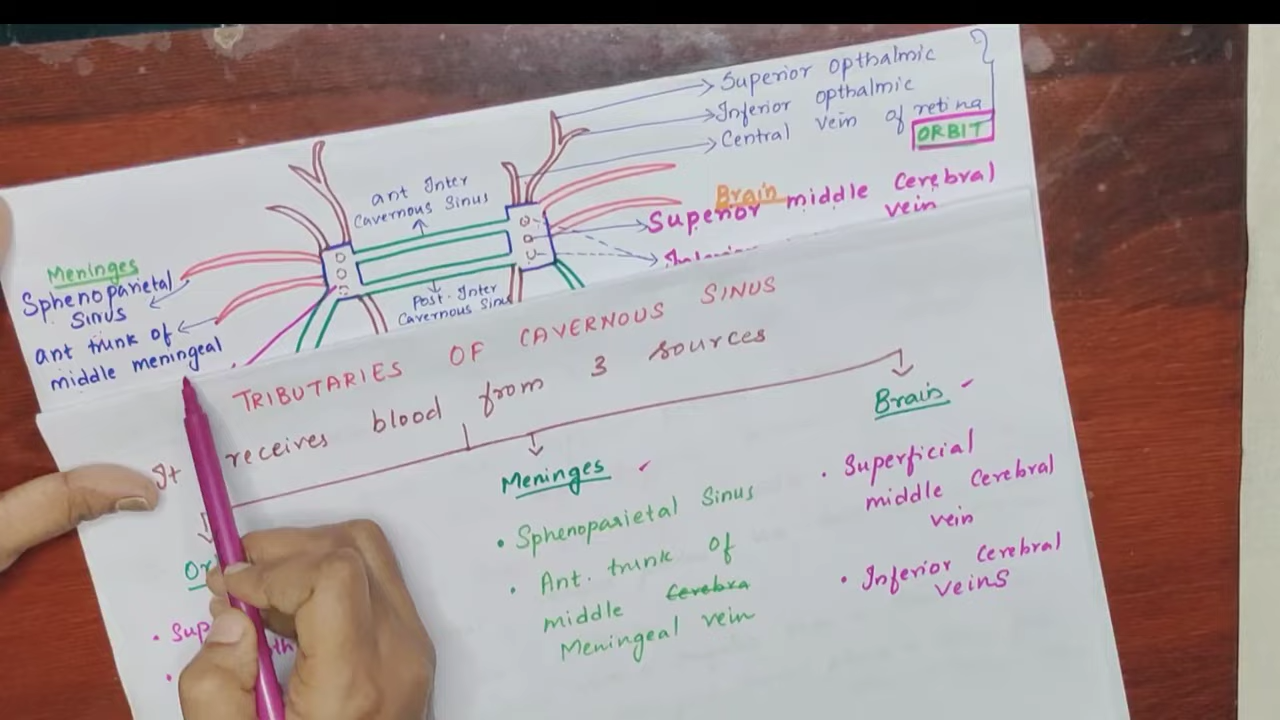 Superior opthalmic
Inferior opthalmic
Central vein of retina
ORBIT
ant Inter
Cavernous Sinus
Brain
Superior middle cerebral
vein
Meninges
Sphenoparietal
Sinus
ant trunk of
middle meningeal
Post. Inter
Cavernous Sinu
TRIBUTARIES OF CAVERNOUS SINUS
It receives blood from 3 sources
Meninges
• Sphenoparietal Sinus
• Ant. trunk of
middle Cerebra
Meningeal vein
Brain
• Superficial
middle cerebral
vein
• Inferior cerebral
veins
Or
• Sup